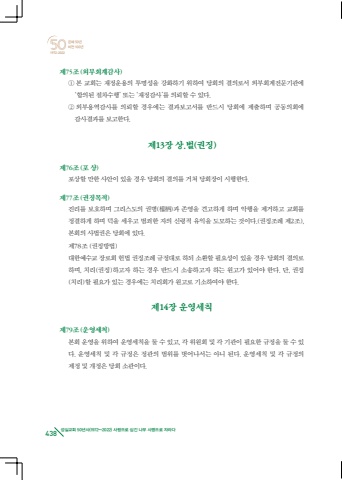 50
제75조 (외부회계감사)
① 본 교회는 재정운용의 투명성을 강화하기 위하여 당회의 결의로서 외부회계전문기관에
'합의된 절차수행' 또는 '재정감사'를 의뢰할 수 있다.
② 외부용역감사를 의뢰할 경우에는 결과보고서를 반드시 당회에 제출하며 공동의회에
감사결과를 보고한다.
제13장 상.벌(권징)
제76조 (포 상)
포상할 만한 사안이 있을 경우 당회의 결의를 거쳐 당회장이 시행한다.
제77조 (권징목적)
진리를 보호하며 그리스도의 권병(權柄)과 존영을 견고하게 하며 악행을 제거하고 교회를
정결하게 하며 덕을 세우고 범죄한 자의 신령적 유익을 도모하는 것이다.(권징조례 제2조),
본회의 사법권은 당회에 있다.
제78조 (권징방법)
대한예수교 장로회 헌법 권징조례 규정대로 하되 소환할 필요성이 있을 경우 당회의 결의로
하며, 치리(권징)하고자 하는 경우 반드시 소송하고자 하는 원고가 있어야 한다. 단, 권징
(치리)할 필요가 있는 경우에는 치리회가 원고로 기소하여야 한다.
제14장 운영세칙
제79조 (운영세칙)
본회 운영을 위하여 운영세칙을 둘 수 있고, 각 위원회 및 각 기관이 필요한 규정을 둘 수 있
다. 운영세칙 및 각 규정은 정관의 범위를 벗어나서는 아니 된다. 운영세칙 및 각 규정의
제정 및 개정은 당회 소관이다.
438